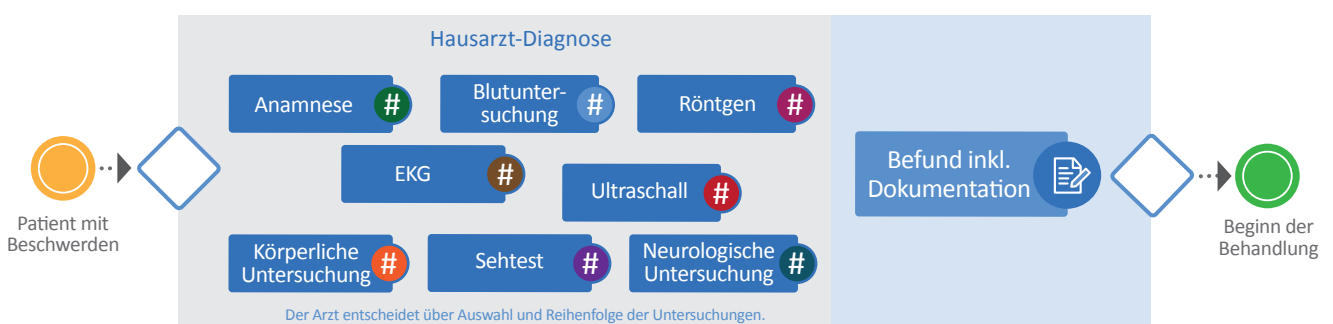 Hausarzt-Diagnose
Anamnese #
Blutunter-
suchung #
Röntgen #
EKG #
Ultraschall #
Körperliche
Untersuchung #
Sehtest #
Neurologische
Untersuchung #
Der Arzt entscheidet über Auswahl und Reihenfolge der Untersuchungen.
Patient mit
Beschwerden
Befund inkl.
Dokumentation
Beginn der
Behandlung